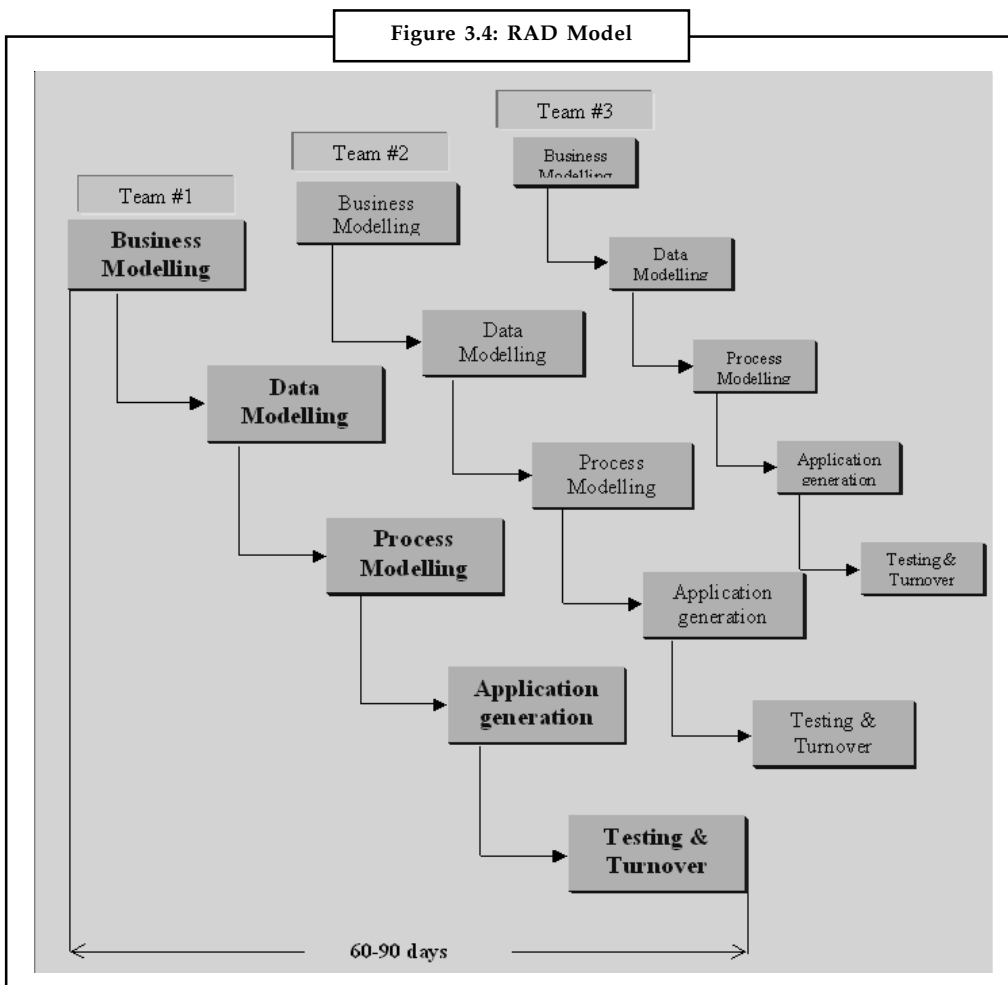 Figure 3.4: RAD Model
Team #1
Business
Modelling
Data
Modelling
Process
Modelling
Application
generation
Testing &
Turnover
Team #2
Business
Modelling
Data
Modelling
Process
Modelling
Application
generation
Testing &
Turnover
Team #3
Business
Modelling
Data
Modelling
Process
Modelling
Application
generation
Testing &
Turnover
60-90 days